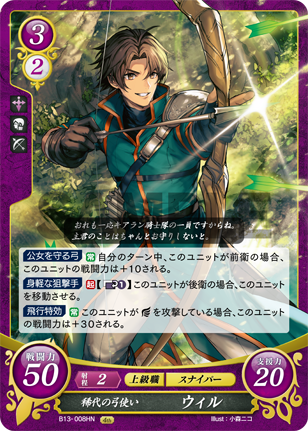 3
2
おれも一応キアラン騎士隊の一員ですからね。
主君のことはちゃんとお守りしないと。
公女を守る弓 常 自分のターン中、このユニットが前衛の場合、
このユニットの戦闘力は+10される。
身軽な狙撃手 起【 1】このユニットが後衛の場合、このユニット
を移動させる。
飛行特効 常 このユニットが を攻撃している場合、このユニッ
トの戦闘力は+30される。
戦闘力 50 射程 2 上級職 スナイパー 支援力 20
稀代の弓使い ウィル
B13-008HN 4th Illust:小森ニコ